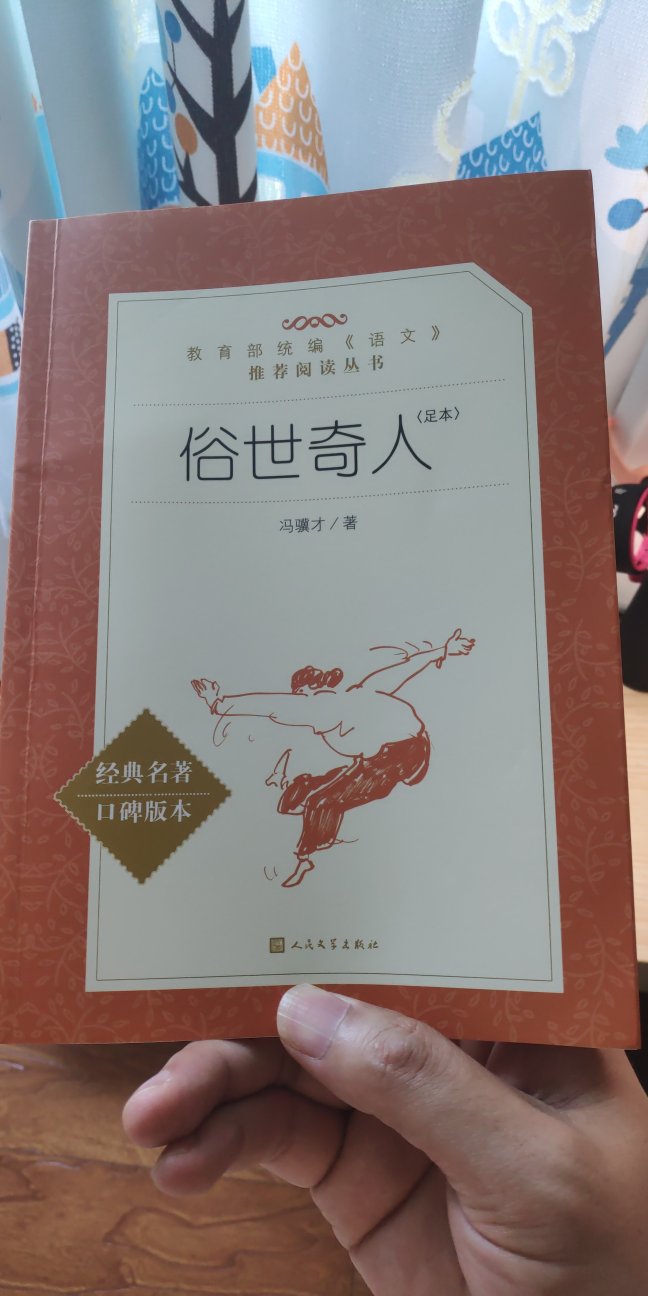 教育部统编《语文》
推荐阅读丛书
俗世奇人〈足本〉
冯骥才/著
经典名著
口碑版本
人民文学出版社